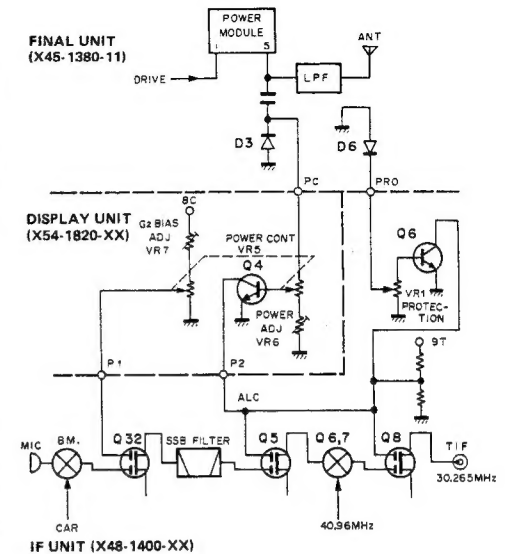 POWER
MODULE
1 5
FINAL UNIT
(X45-1380-11)
DRIVE
LPF
ANT
D3
D6
PC
PRO
DISPLAY UNIT
(X54-1820-XX)
8C
G2 BIAS
ADJ
VR7
POWER CONT
VR5
Q4
POWER
ADJ
VR6
Q6
VR1
PROTEC-
TION
9T
P1
P2
ALC
MIC
BM.
Q32
SSB FILTER
Q5
Q6,7
Q8
TIF
30.265MHz
CAR
40.96MHz
IF UNIT (X48-1400-XX)